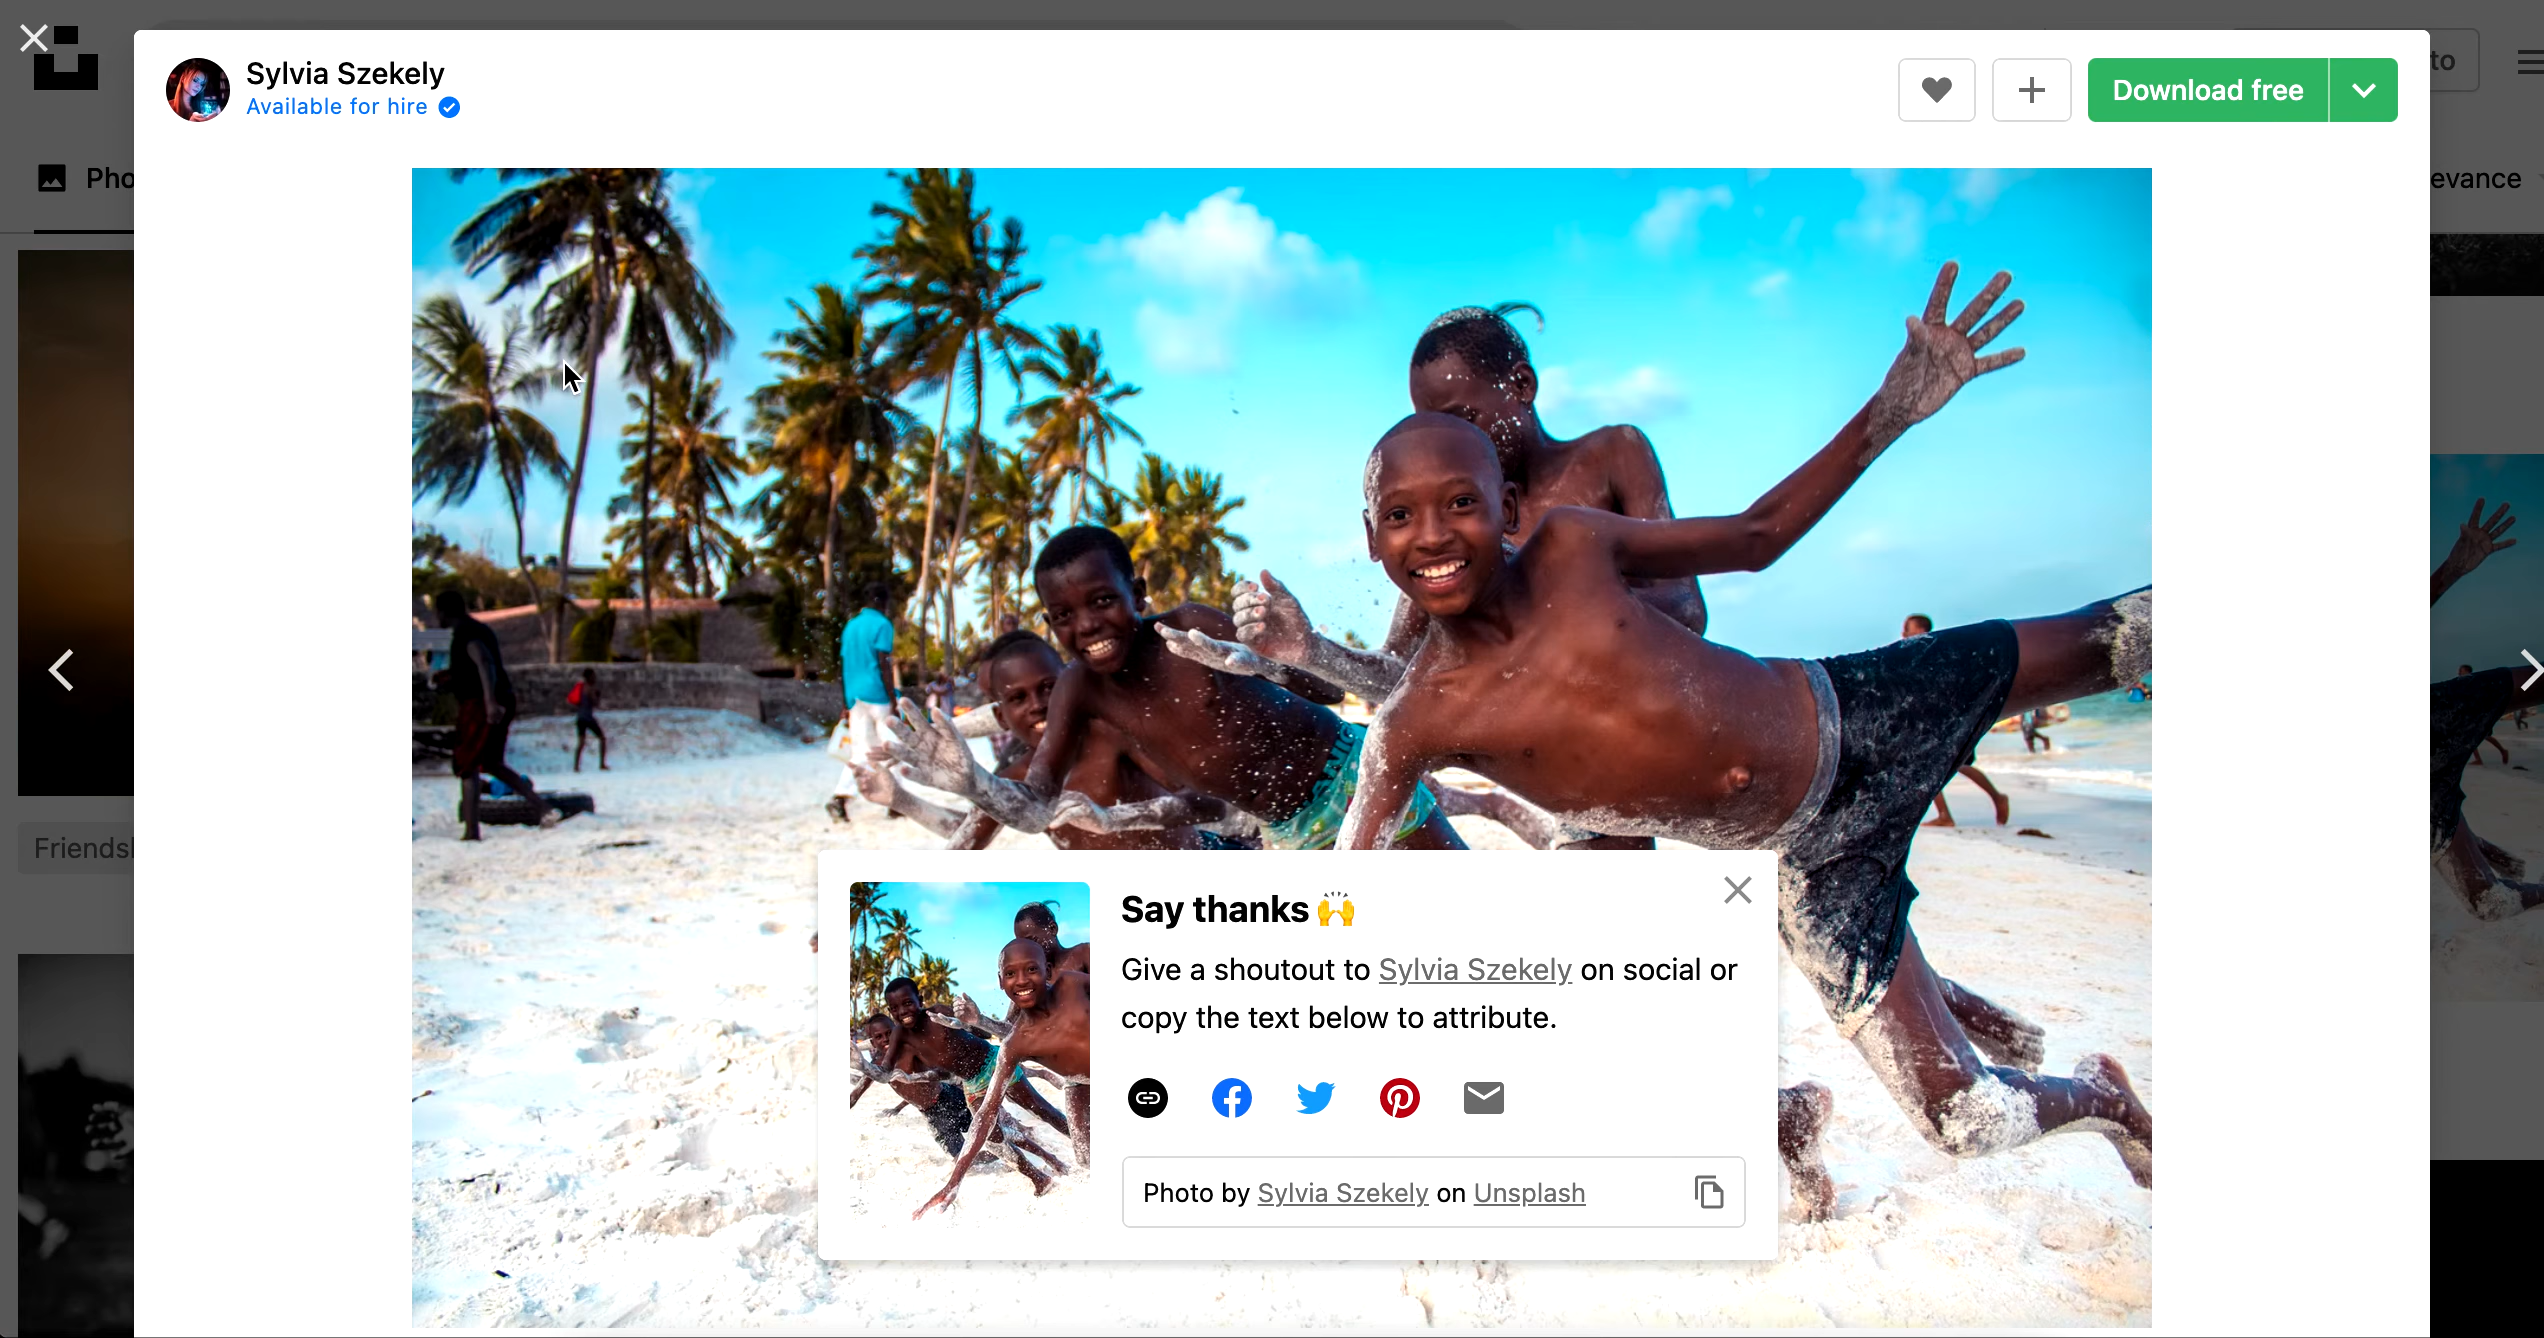 Sylvia Szekely
Available for hire
Download free
to
Pho
evance
Friends
Say thanks 🙌
Give a shoutout to Sylvia Szekely on social or
copy the text below to attribute.
Photo by Sylvia Szekely on Unsplash